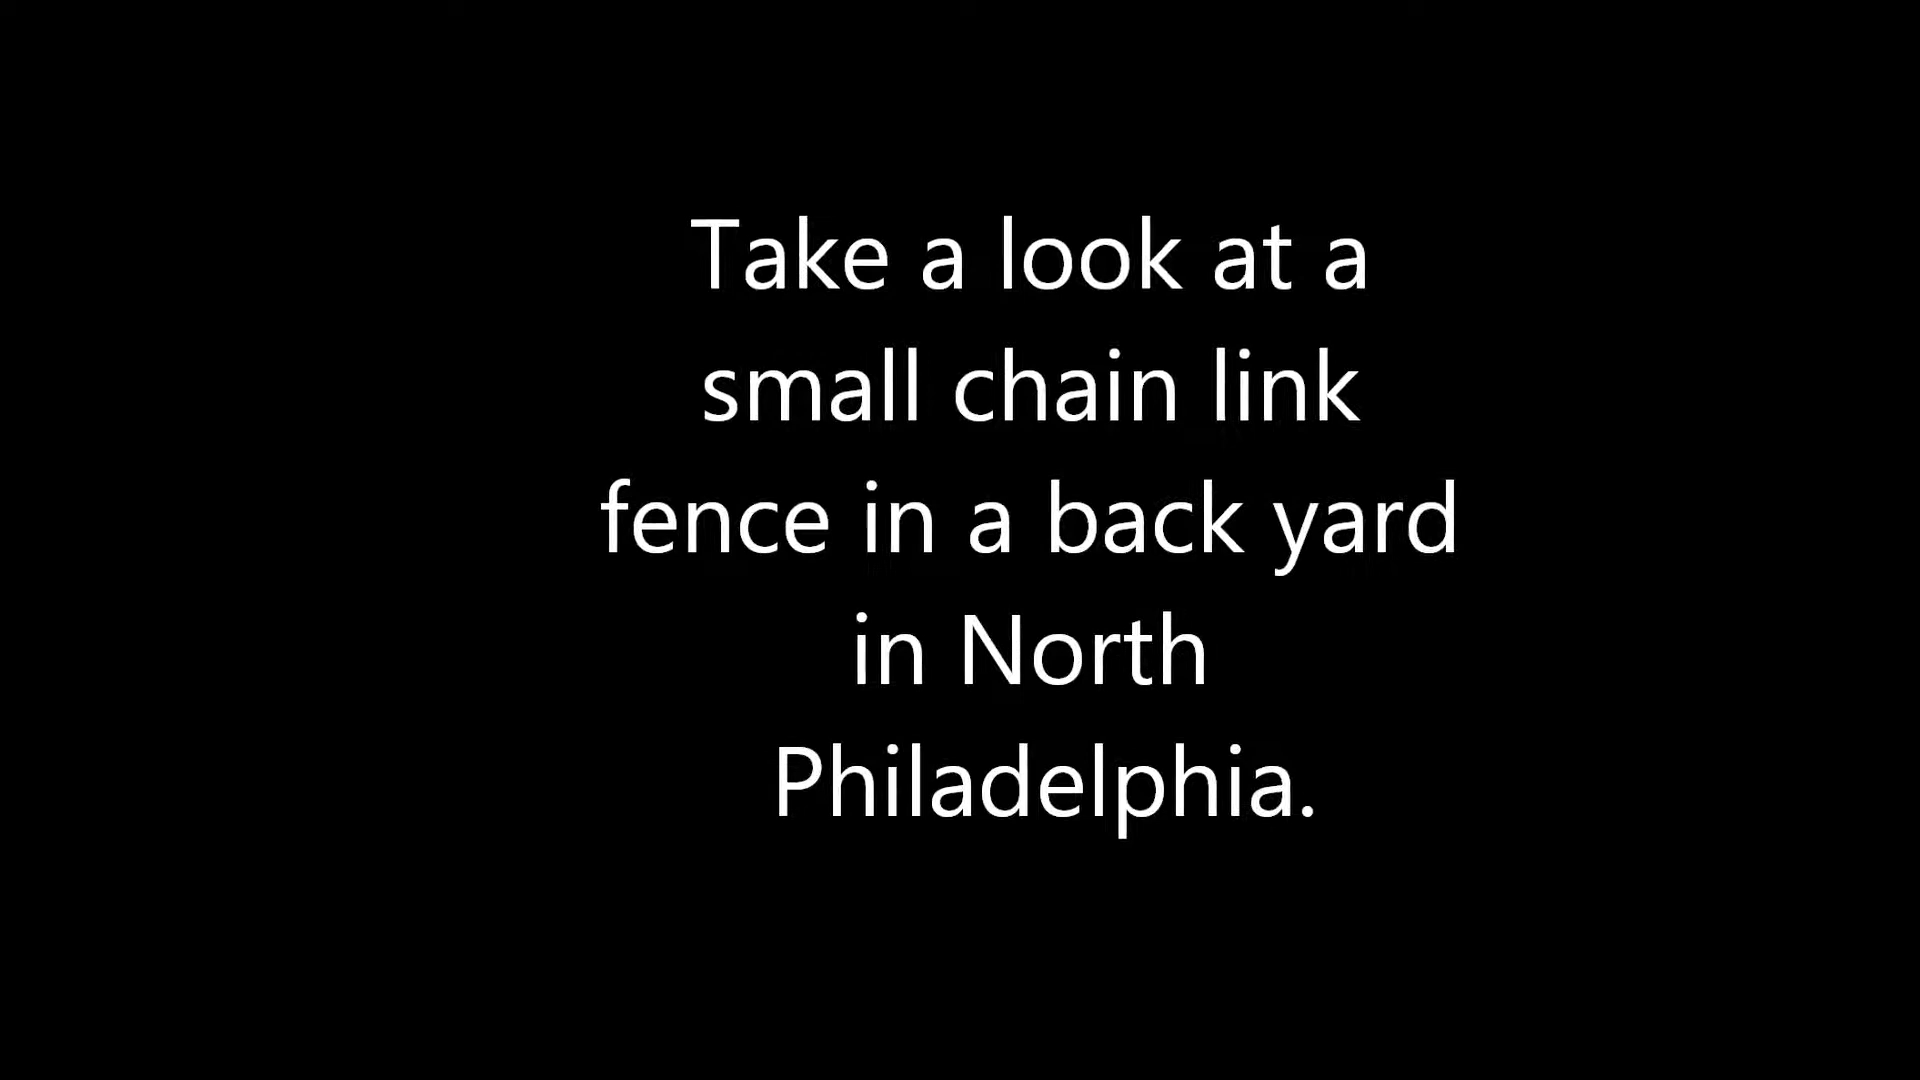 Take a look at a
small chain link
fence in a back yard
in North
Philadelphia.